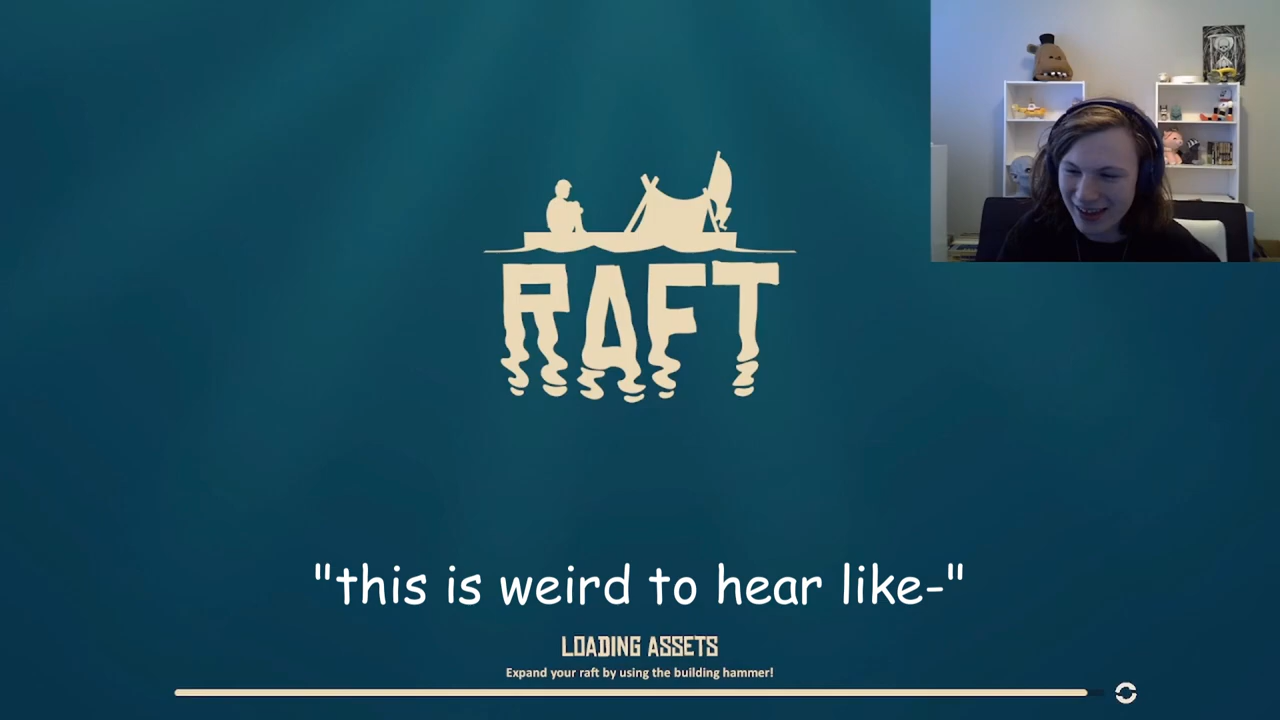 RAFT
"this is weird to hear like-"
LOADING ASSETS
Expand your raft by using the building hammer!